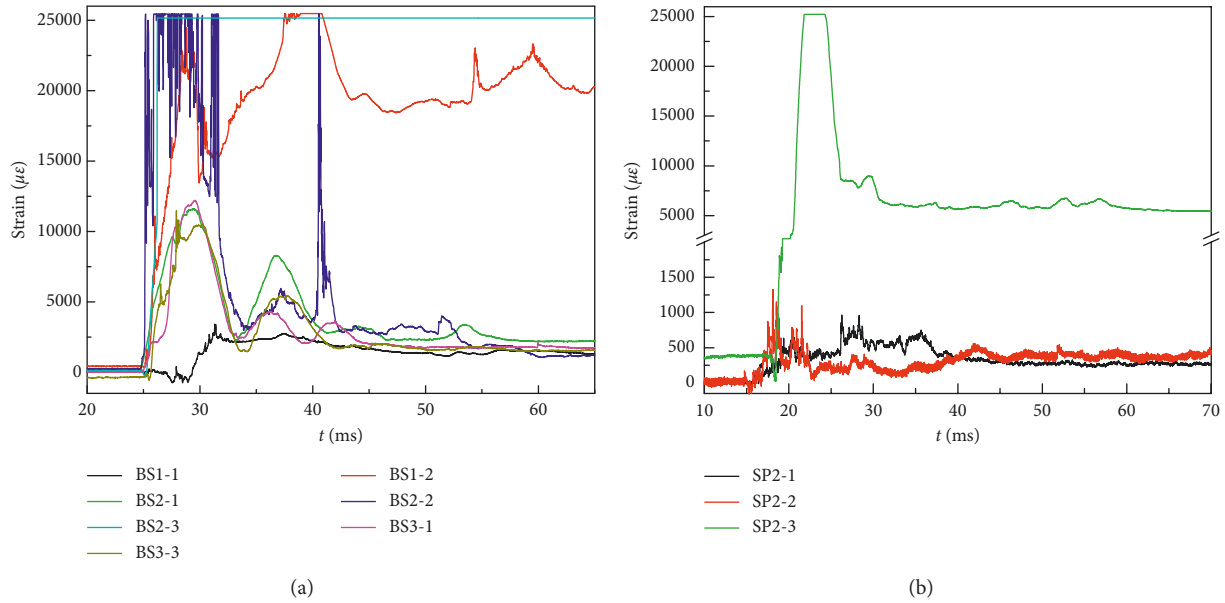 25000
20000
15000
10000
5000
0
Strain (με)
20 30 40 50 60
t (ms)
BS1-1 BS1-2
BS2-1 BS2-2
BS2-3 BS3-1
BS3-3
(a)
25000
20000
15000
10000
5000
1500
1000
500
0
Strain (με)
10 20 30 40 50 60 70
t (ms)
SP2-1
SP2-2
SP2-3
(b)